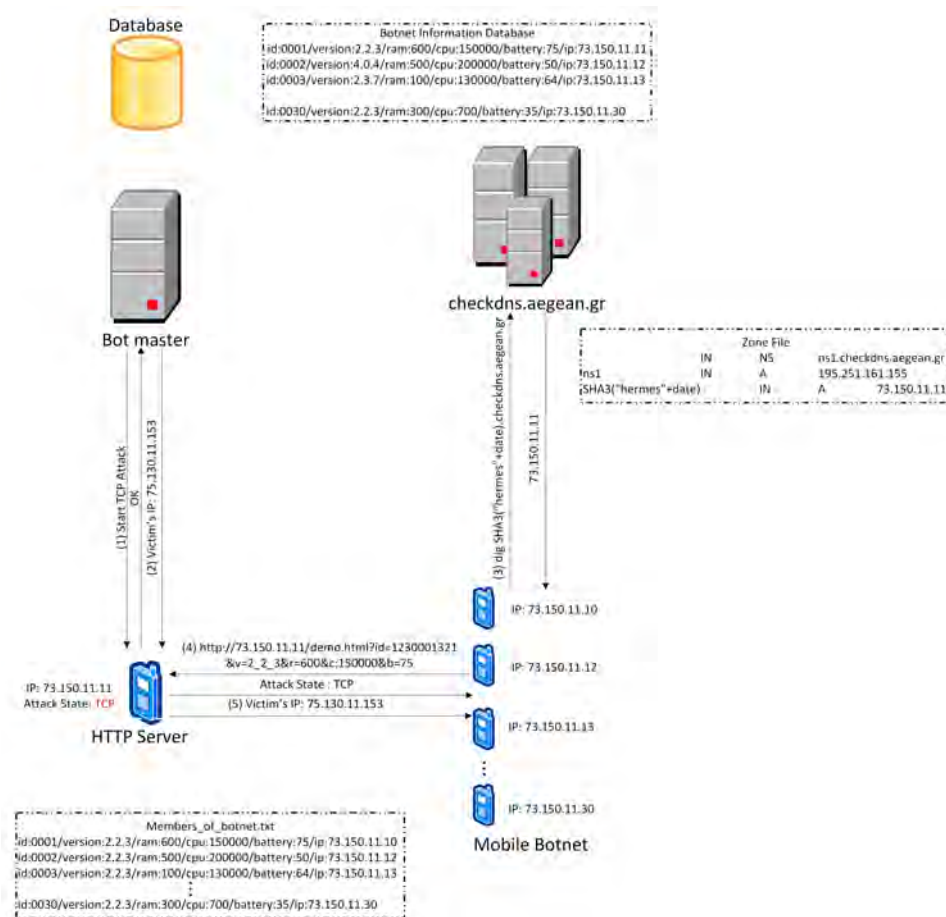 Database
Botnet Information Database
id:0001/version:2.2.3/ram:600/cpu:150000/battery:75/ip:73.150.11.11
id:0002/version:4.0.4/ram:500/cpu:200000/battery:50/ip:73.150.11.12
id:0003/version:2.3.7/ram:100/cpu:130000/battery:64/ip:73.150.11.13
id:0030/version:2.2.3/ram:300/cpu:700/battery:35/ip:73.150.11.30
Bot master
checkdns.aegean.gr
Zone File
IN NS ns1.checkdns.aegean.gr
ns1 IN A 195.251.161.155
SHA3("hermes"+date) IN A 73.150.11.11
(1) Start TCP Attack
OK
(2) Victim's IP: 75.130.11.153
(3) dig SHA3("hermes"+date).checkdns.aegean.gr
73.150.11.11
IP: 73.150.11.10
(4) http://73.150.11.11/demo.html?id=1230001321
&v=2_2_3&r=600&c;150000&b=75
IP: 73.150.11.12
Attack State : TCP
IP: 73.150.11.11
Attack State: TCP
(5) Victim's IP: 75.130.11.153
IP: 73.150.11.13
HTTP Server
IP: 73.150.11.30
Mobile Botnet
Members_of_botnet.txt
id:0001/version:2.2.3/ram:600/cpu:150000/battery:75/ip:73.150.11.10
id:0002/version:2.2.3/ram:500/cpu:200000/battery:50/ip:73.150.11.12
id:0003/version:2.2.3/ram:100/cpu:130000/battery:64/ip:73.150.11.13
id:0030/version:2.2.3/ram:300/cpu:700/battery:35/ip:73.150.11.30